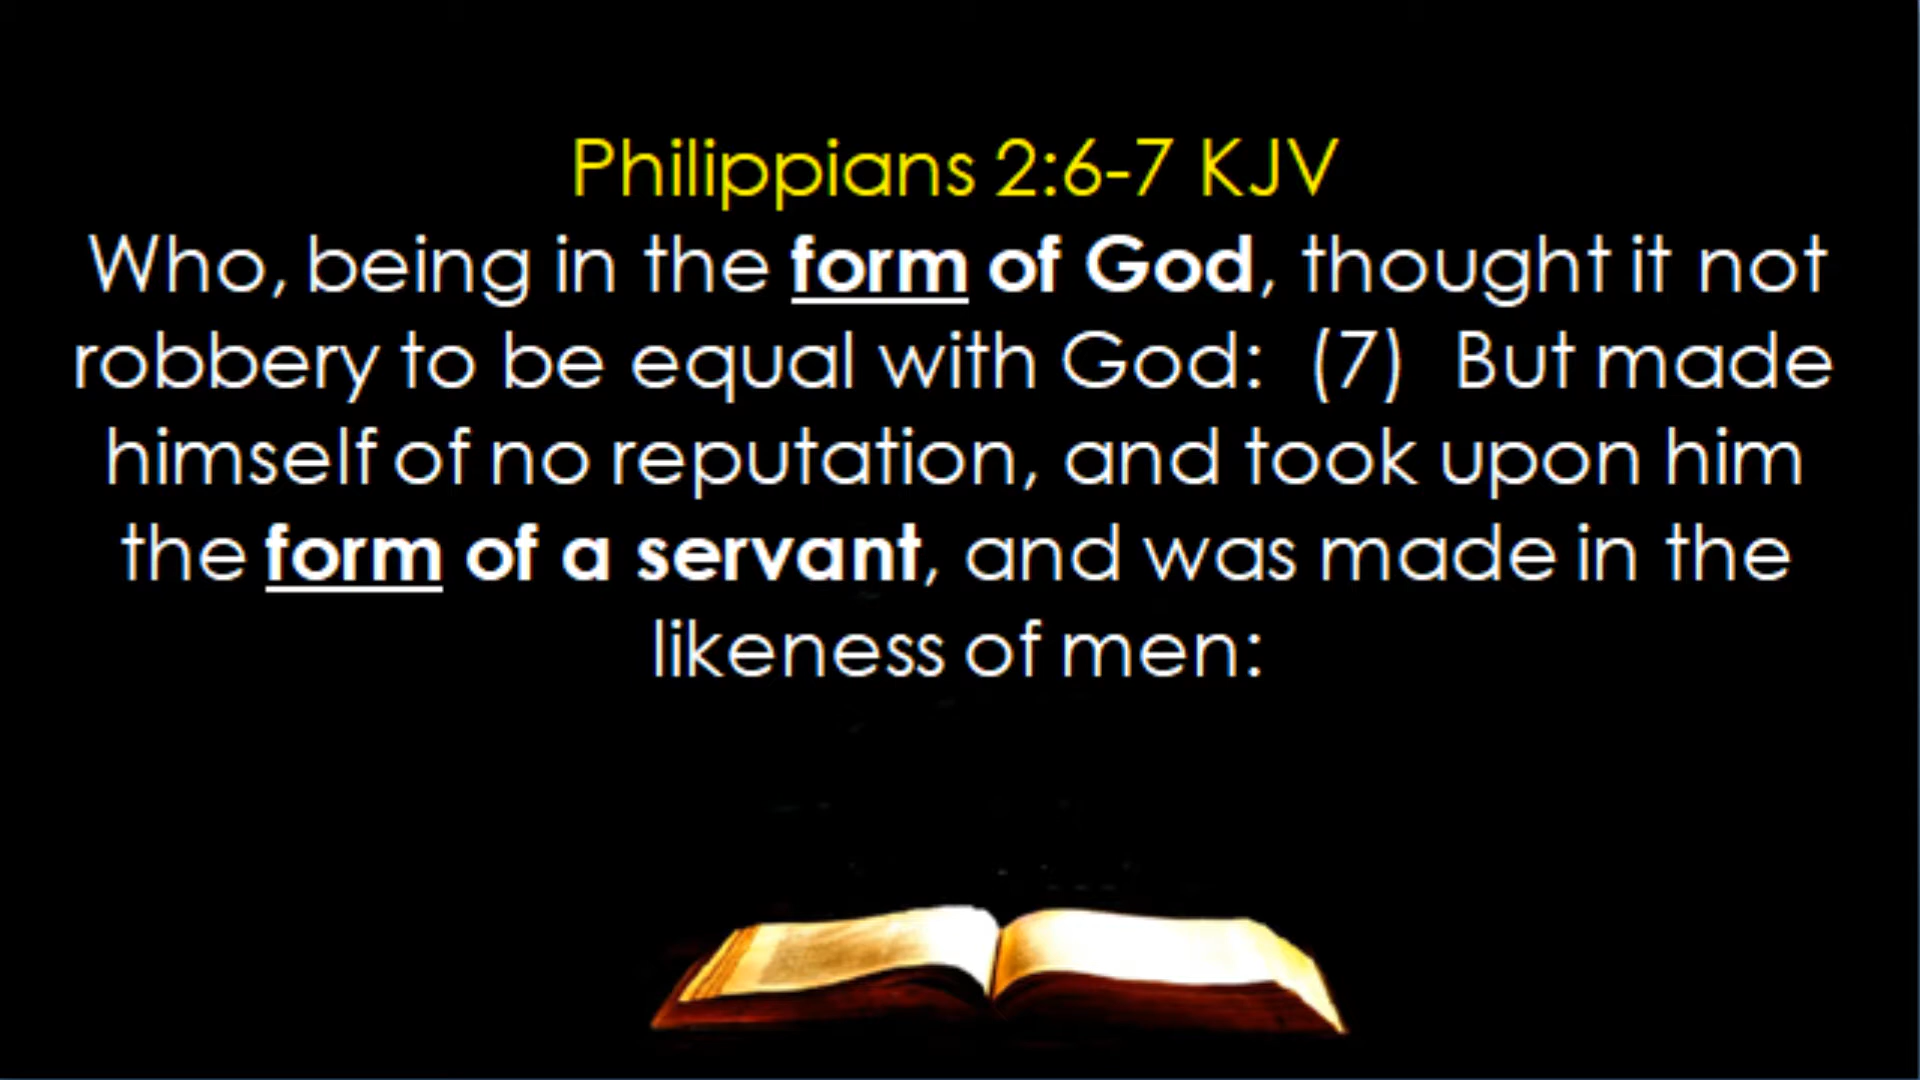 Philippians 2:6-7 KJV
Who, being in the form of God, thought it not
robbery to be equal with God: (7) But made
himself of no reputation, and took upon him
the form of a servant, and was made in the
likeness of men: